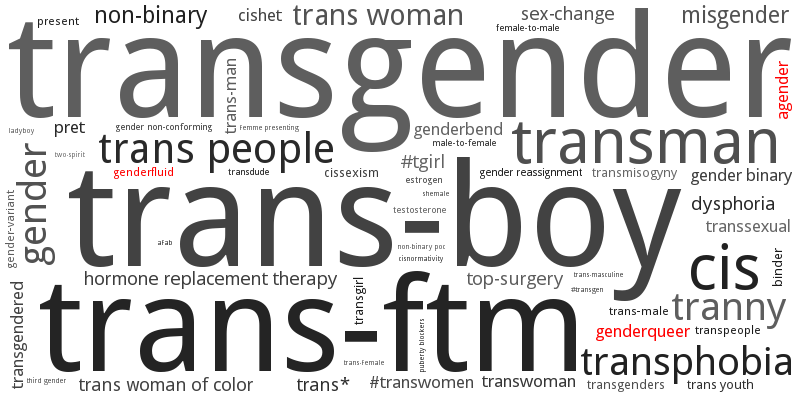 present
non-binary
cishet
trans woman
sex-change
misgender
female-to-male
transgender
agender
trans-man
ladyboy
pret
gender non-conforming
Femme presenting
genderbend
male-to-female
transman
trans people
two-spirit
gender
#tgirl
genderfluid
transdude
cissexism
estrogen
gender reassignment
transmisogyny
gender binary
shemale
trans-boy
dysphoria
gender-variant
testosterone
transsexual
aFab
non-binary poc
cisnormativity
cis
binder
hormone replacement therapy
top-surgery
trans-masculine
transgirl
#transgen
transgendered
trans-ftm
trans-male
tranny
puberty blockers
genderqueer
transpeople
trans-Female
transphobia
third gender
trans woman of color
trans*
#transwomen
transwoman
transgenders
trans youth